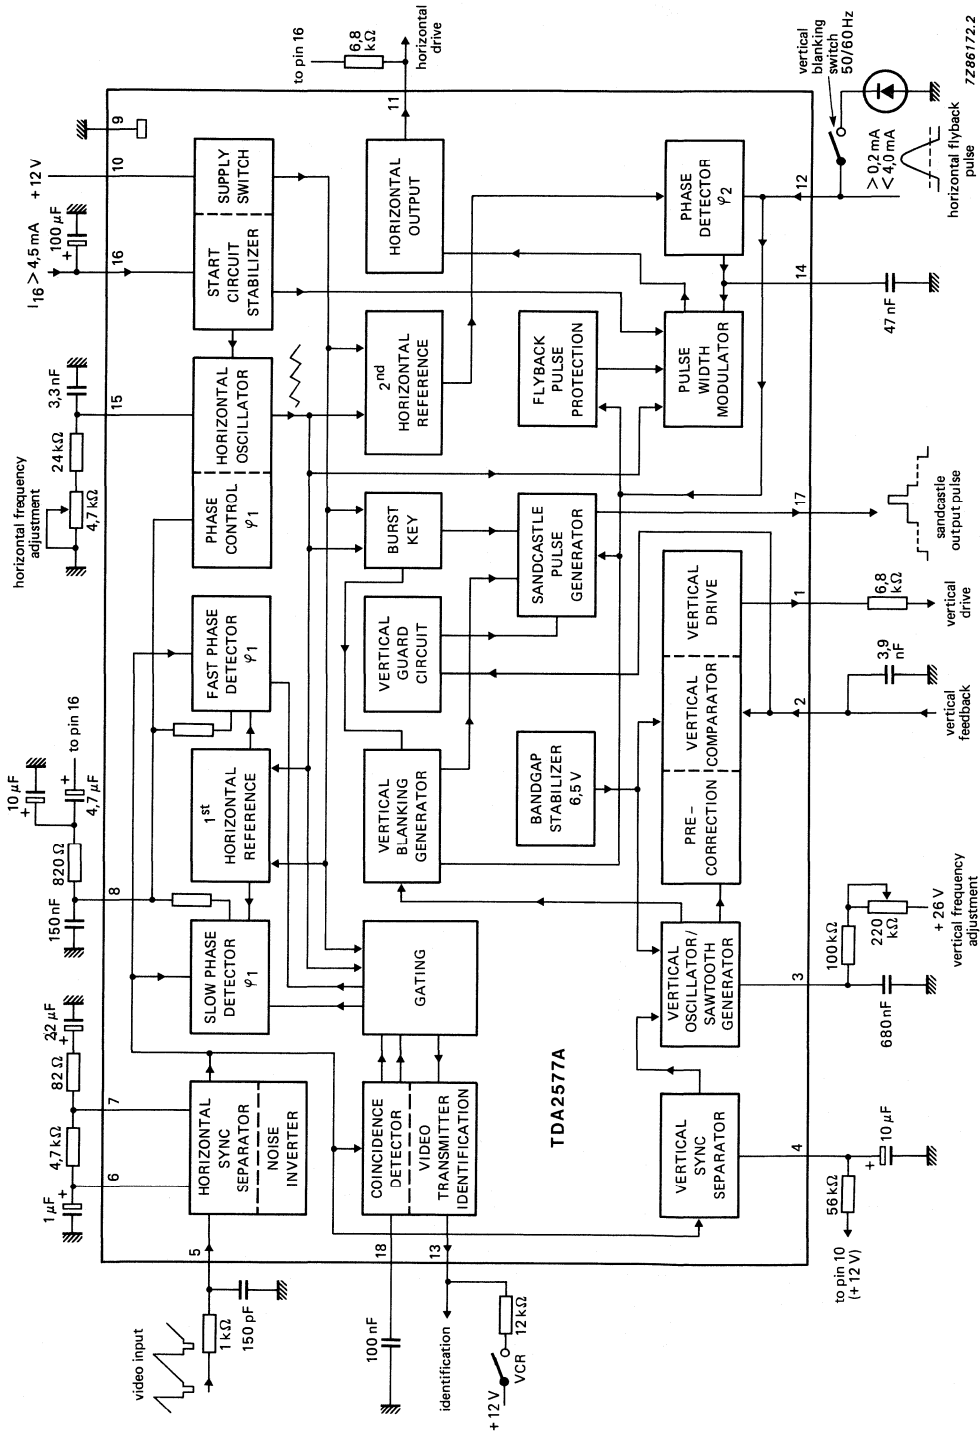 video input
1 kΩ
150 pF
5
1 µF
+
4,7 kΩ
82 Ω
22 µF
+
6
7
150 nF
820 Ω
10 µF
+
4,7 µF
+
to pin 16
8
horizontal frequency
adjustment
4,7 kΩ
24 kΩ
3,3 nF
15
I16 > 4,5 mA
+ 12 V
100 µF
+
16
10
9
to pin 16
6,8
kΩ
11
horizontal
drive
HORIZONTAL
SYNC
SEPARATOR
NOISE
INVERTER
SLOW PHASE
DETECTOR
φ1
1st
HORIZONTAL
REFERENCE
FAST PHASE
DETECTOR
φ1
PHASE
CONTROL
φ1
HORIZONTAL
OSCILLATOR
START
CIRCUIT
STABILIZER
SUPPLY
SWITCH
COINCIDENCE
DETECTOR
VIDEO
TRANSMITTER
IDENTIFICATION
GATING
VERTICAL
BLANKING
GENERATOR
VERTICAL
GUARD
CIRCUIT
BURST
KEY
2nd
HORIZONTAL
REFERENCE
HORIZONTAL
OUTPUT
TDA2577A
BANDGAP
STABILIZER
6,5 V
SANDCASTLE
PULSE
GENERATOR
FLYBACK
PULSE
PROTECTION
VERTICAL
SYNC
SEPARATOR
VERTICAL
OSCILLATOR/
SAWTOOTH
GENERATOR
PRE-
CORRECTION
VERTICAL
COMPARATOR
VERTICAL
DRIVE
PULSE
WIDTH
MODULATOR
PHASE
DETECTOR
φ2
18
100 nF
13
identification
+12 V
VCR
12 kΩ
4
56 kΩ
10 µF
+
to pin 10
(+ 12 V)
3
680 nF
100 kΩ
220
kΩ
+ 26 V
vertical frequency
adjustment
2
3,9
nF
vertical
feedback
1
6,8
kΩ
vertical
drive
17
sandcastle
output pulse
14
47 nF
12
> 0,2 mA
< 4,0 mA
horizontal flyback
pulse
vertical
blanking
switch
50/60 Hz
7Z86172.2